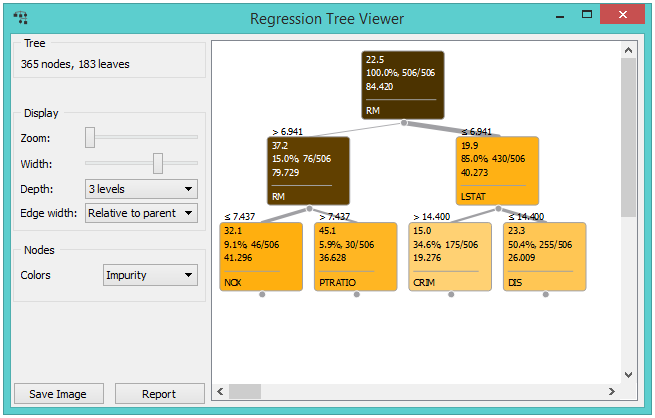 Regression Tree Viewer
Tree
365 nodes, 183 leaves
Display
Zoom:
Width:
Depth: 3 levels
Edge width: Relative to parent
Nodes
Colors Impurity
Save Image Report
22.5
100.0%, 506/506
84.420
RM
> 6.941
37.2
15.0% 76/506
79.729
RM
≤ 6.941
19.9
85.0% 430/506
40.273
LSTAT
≤ 7.437
32.1
9.1% 46/506
41.296
NOX
> 7.437
45.1
5.9%, 30/506
36.628
PTRATIO
> 14.400
15.0
34.6% 175/506
19.276
CRIM
≤ 14.400
23.3
50.4%, 255/506
26.009
DIS